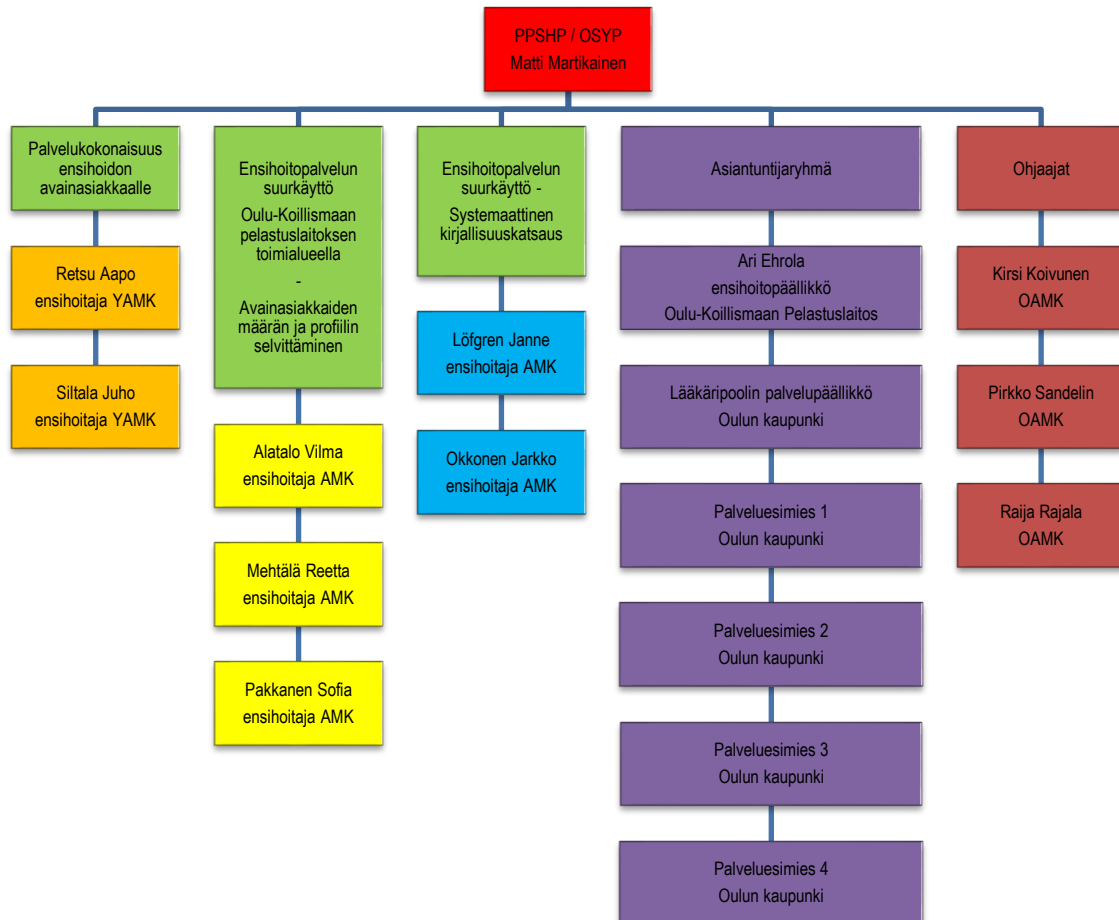 PPSHP / OSYP
Matti Martikainen
Palvelukokonaisuus
ensihoidon
avainasiakkaalle
Retsu Aapo
ensihoitaja YAMK
Siltala Juho
ensihoitaja YAMK
Ensihoitopalvelun
suurkäyttö
Oulu-Koillismaan
pelastuslaitoksen
toimialueella
-
Avainasiakkaiden
määrän ja profiilin
selvittäminen
Alatalo Vilma
ensihoitaja AMK
Mehtälä Reetta
ensihoitaja AMK
Pakkanen Sofia
ensihoitaja AMK
Ensihoitopalvelun
suurkäyttö -
Systemaattinen
kirjallisuuskatsaus
Löfgren Janne
ensihoitaja AMK
Okkonen Jarkko
ensihoitaja AMK
Asiantuntijaryhmä
Ari Ehrola
ensihoitopäällikkö
Oulu-Koillismaan Pelastuslaitos
Lääkäripoolin palvelupäällikkö
Oulun kaupunki
Palveluesimies 1
Oulun kaupunki
Palveluesimies 2
Oulun kaupunki
Palveluesimies 3
Oulun kaupunki
Palveluesimies 4
Oulun kaupunki
Ohjaajat
Kirsi Koivunen
OAMK
Pirkko Sandelin
OAMK
Raija Rajala
OAMK